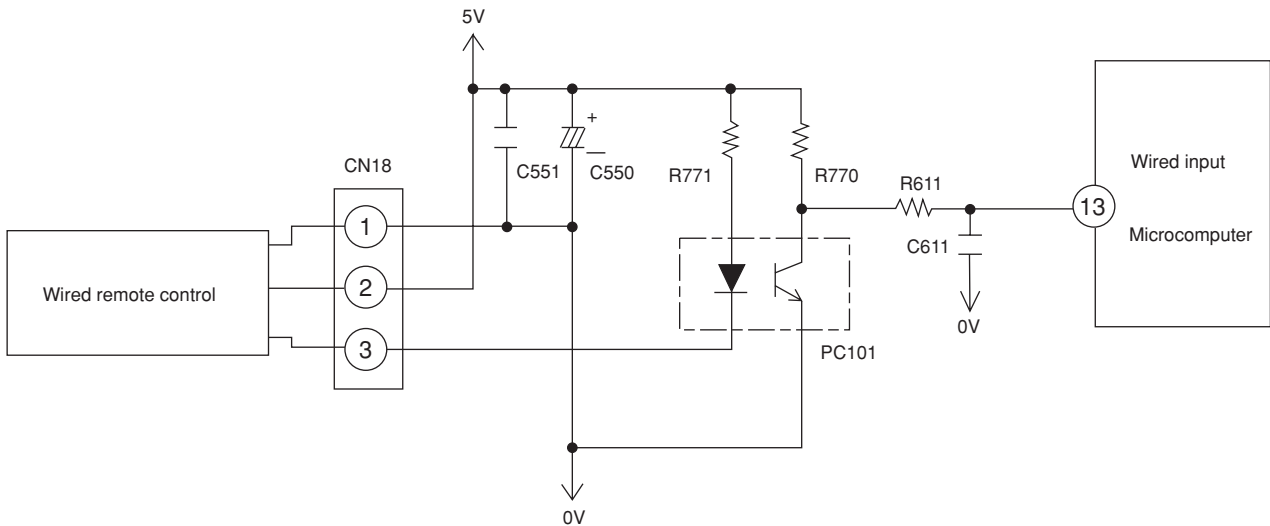 5V
CN18
+
—
C551
C550
R771
R770
R611
C611
0V
1
2
3
Wired remote control
PC101
13
Wired input
Microcomputer
0V